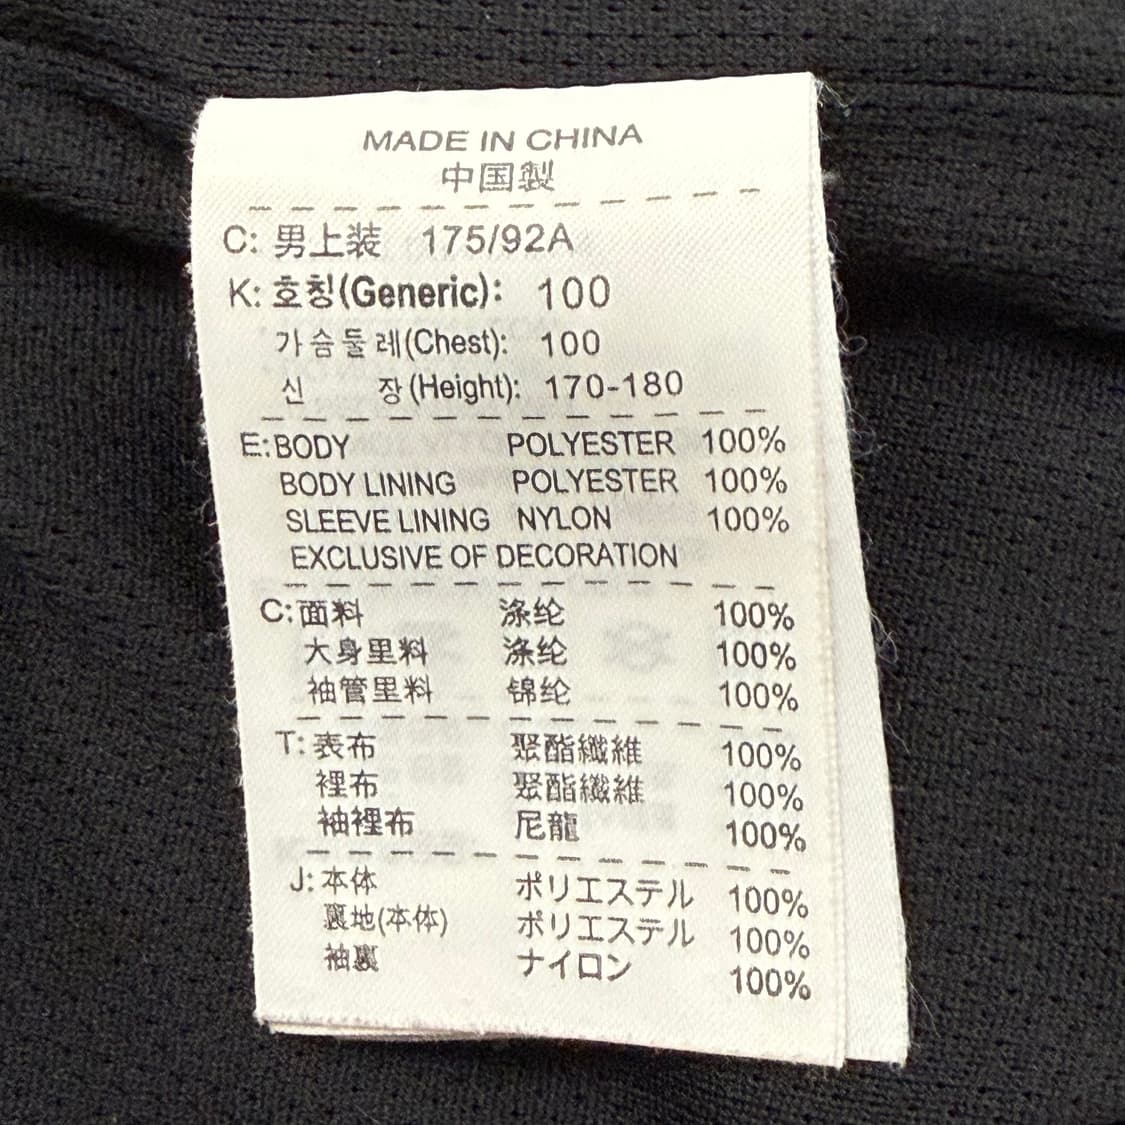 MADE IN CHINA
中国製
C: 男上装 175/92A
K: 호칭(Generic): 100
가슴둘레(Chest): 100
신 장(Height): 170-180
E: BODY POLYESTER 100%
BODY LINING POLYESTER 100%
SLEEVE LINING NYLON 100%
EXCLUSIVE OF DECORATION
C: 面料 涤纶 100%
大身里料 涤纶 100%
袖管里料 锦纶 100%
T: 表布 聚酯纖維 100%
裡布 聚酯纖維 100%
袖裡布 尼龍 100%
J: 本体 ポリエステル 100%
裏地(本体) ポリエステル 100%
袖裏 ナイロン 100%